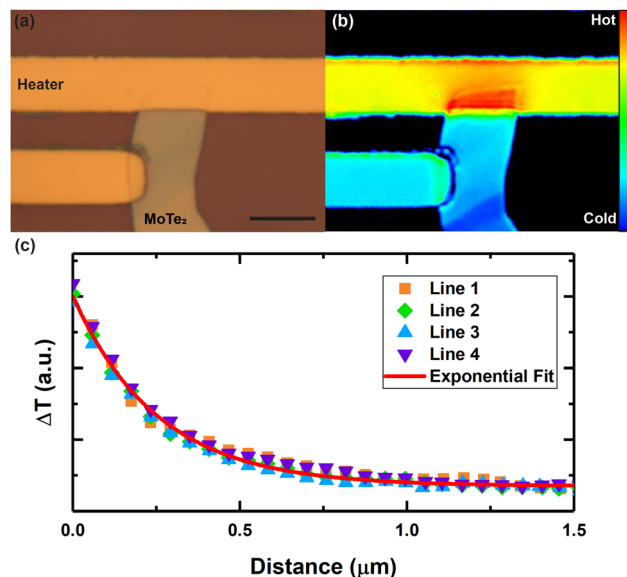 (a)
Heater
MoTe₂
(b)
Hot
Cold
(c)
ΔT (a.u.)
Line 1
Line 2
Line 3
Line 4
Exponential Fit
0.0 0.5 1.0 1.5
Distance (μm)